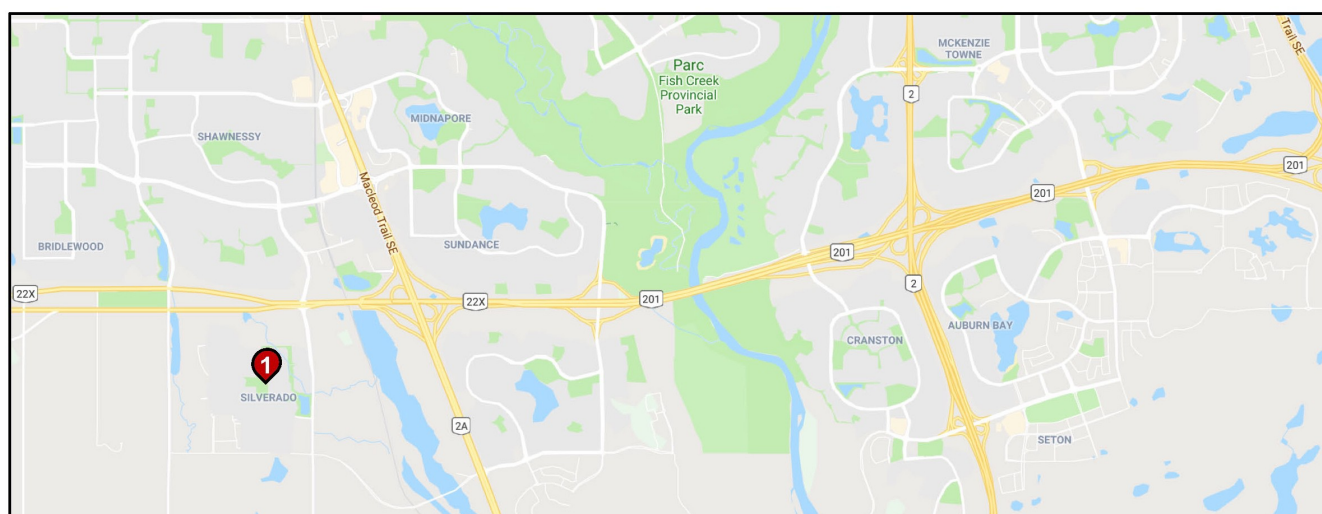 Trail SE
MCKENZIE
TOWNE
Parc
Fish Creek
Provincial
Park
2
MIDNAPORE
SHAWNESSY
201
201
Macleod Trail SE
BRIDLEWOOD
SUNDANCE
201
22X
22X
201
2
AUBURN BAY
CRANSTON
1
SILVERADO
2A
SETON